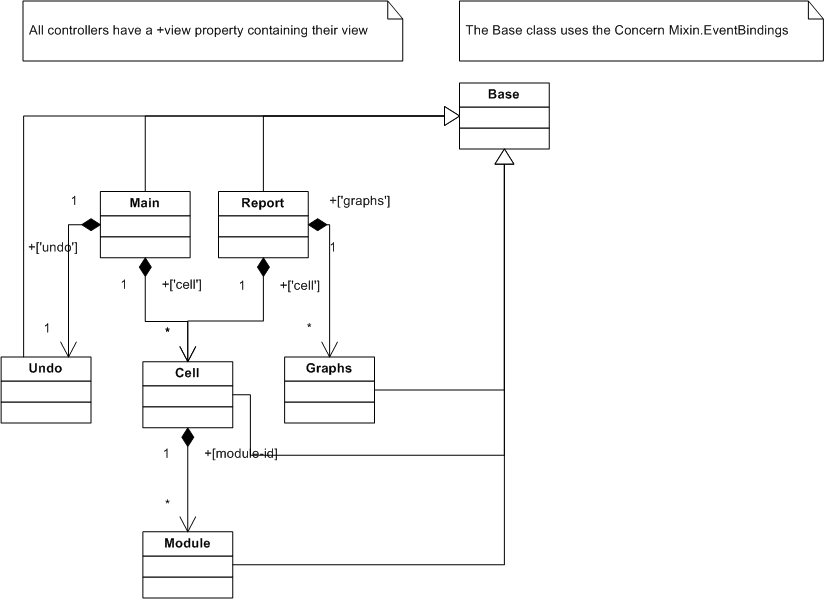 All controllers have a +view property containing their view
The Base class uses the Concern Mixin.EventBindings
Base
Main
Report
1
+['graphs']
+['undo']
1
1
+['cell']
1
+['cell']
1
*
*
Undo
Cell
Graphs
1
+[module-id]
*
Module